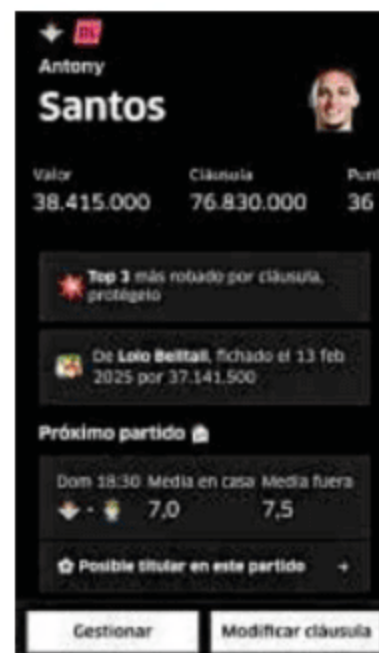 DL
Antony
Santos
Valor Cláusula Punt
38.415.000 76.830.000 36
Top 3 más robado por cláusula,
protégelo
De Lolo Belltall, fichado el 13 feb
2025 por 37.141.500
Próximo partido
Dom 18:30 Media en casa Media fuera
- 7,0 7,5
Posible titular en este partido
Gestionar Modificar cláusula